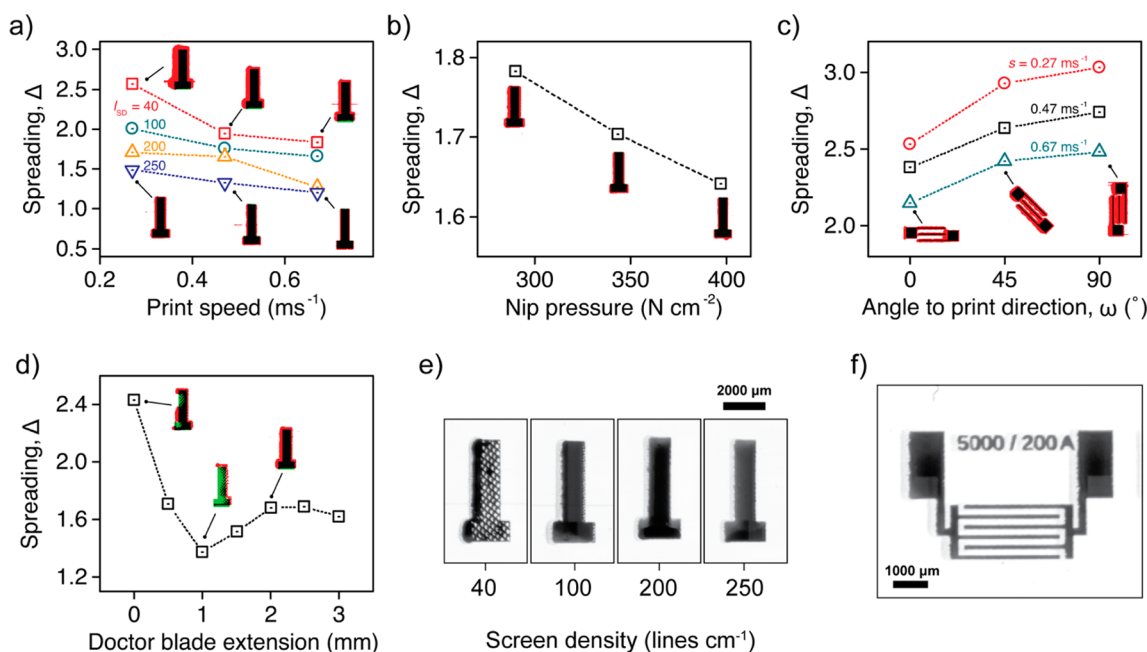 a)
3.0
2.5
2.0
1.5
1.0
0.5
Spreading, Δ
lSD = 40
100
200
250
0.2
0.4
0.6
Print speed (ms-1)
b)
1.8
1.7
1.6
Spreading, Δ
300
350
400
Nip pressure (N cm-2)
c)
3.0
2.5
2.0
Spreading, Δ
s = 0.27 ms-1
0.47 ms-1
0.67 ms-1
0
45
90
Angle to print direction, ω (°)
d)
2.4
2.0
1.6
1.2
Spreading, Δ
0
1
2
3
Doctor blade extension (mm)
e)
2000 μm
40
100
200
250
Screen density (lines cm-1)
f)
5000 / 200 A
1000 μm